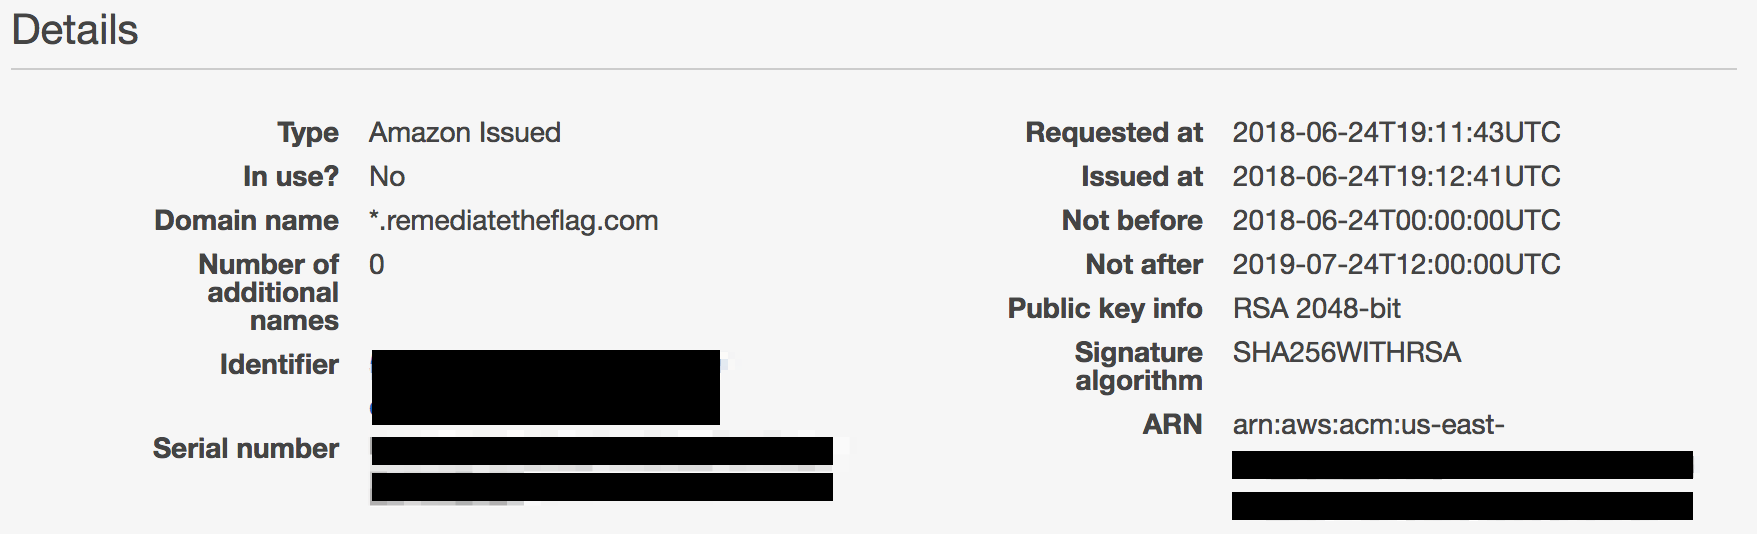 Details
Type Amazon Issued
In use? No
Domain name *.remediatetheflag.com
Number of 0
additional
names
Identifier
Serial number
Requested at 2018-06-24T19:11:43UTC
Issued at 2018-06-24T19:12:41UTC
Not before 2018-06-24T00:00:00UTC
Not after 2019-07-24T12:00:00UTC
Public key info RSA 2048-bit
Signature SHA256WITHRSA
algorithm
ARN arn:aws:acm:us-east-